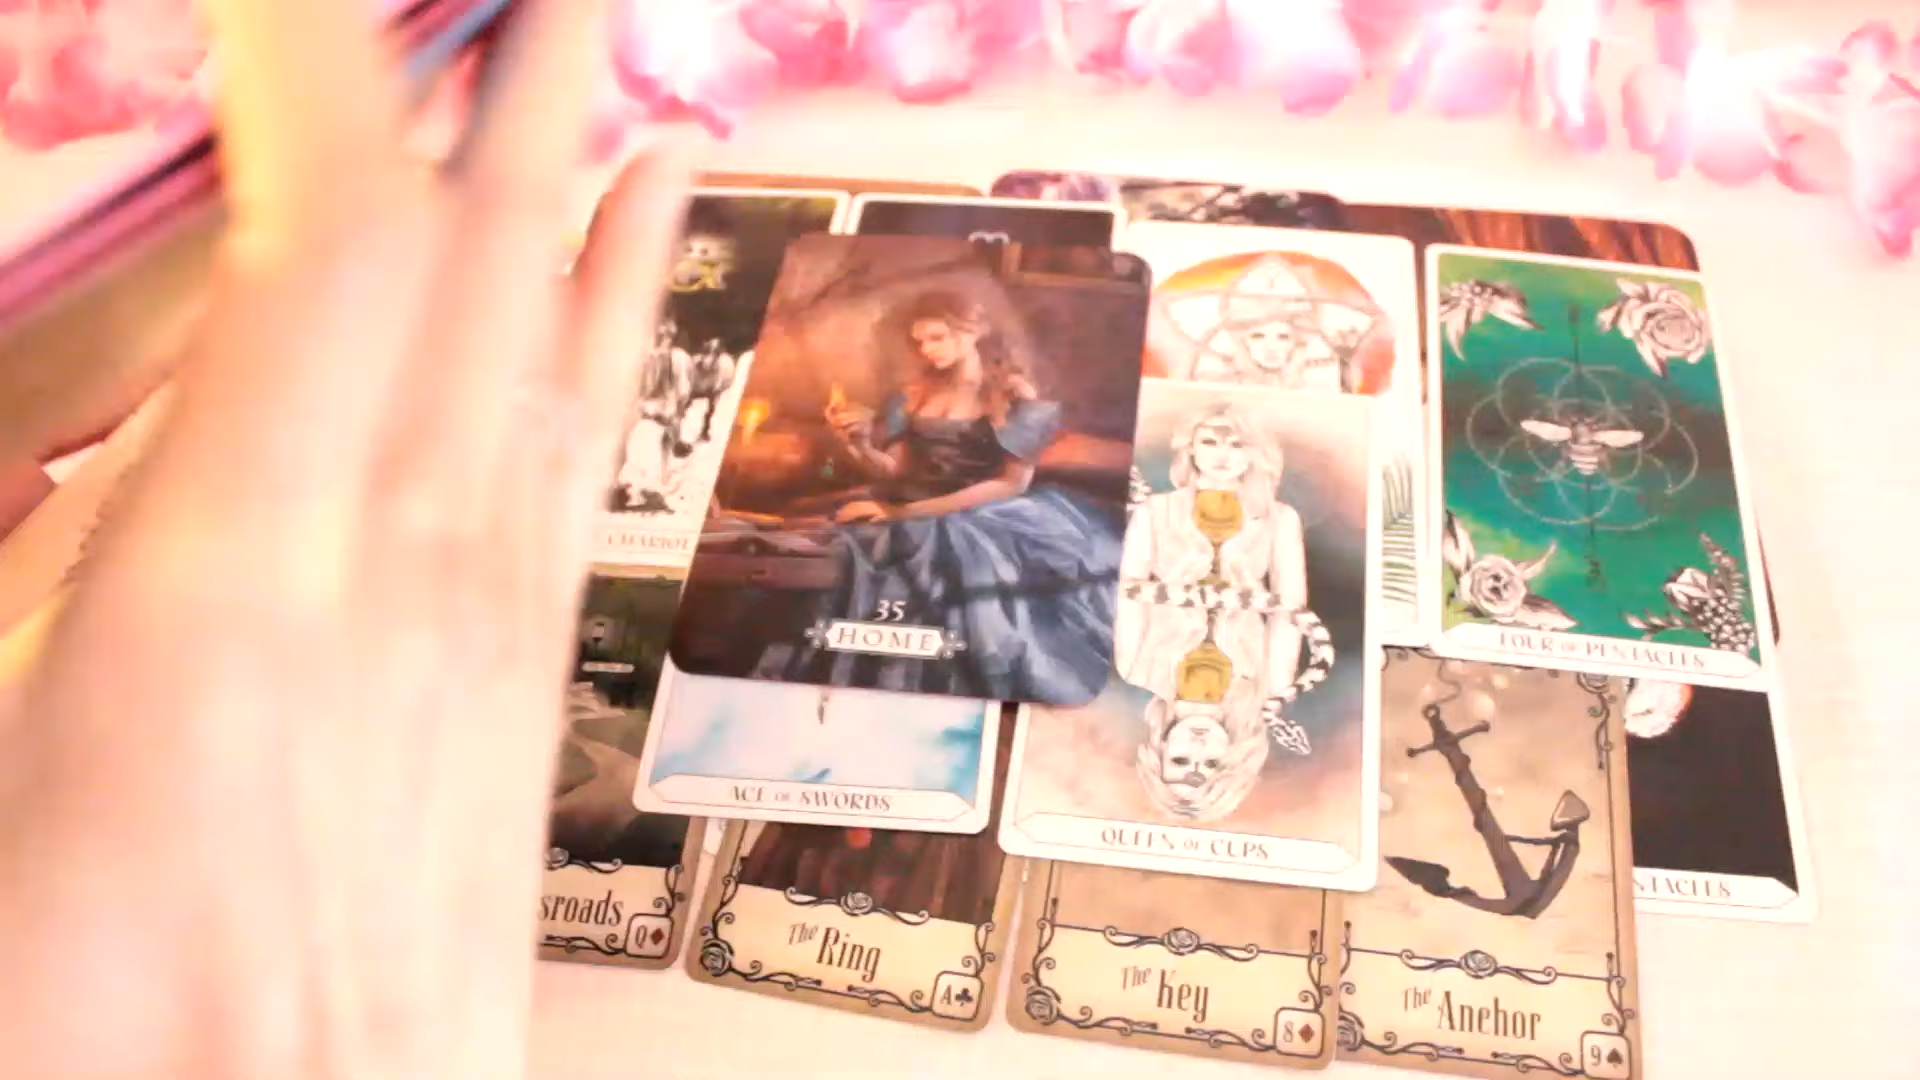 CHARIOT
35
HOME
FOUR OF PENTACLES
ACE OF SWORDS
QUEEN OF CUPS
NTACLES
sroads
Q♦
The Ring
A♣
The Key
8♦
The Anchor
9♠